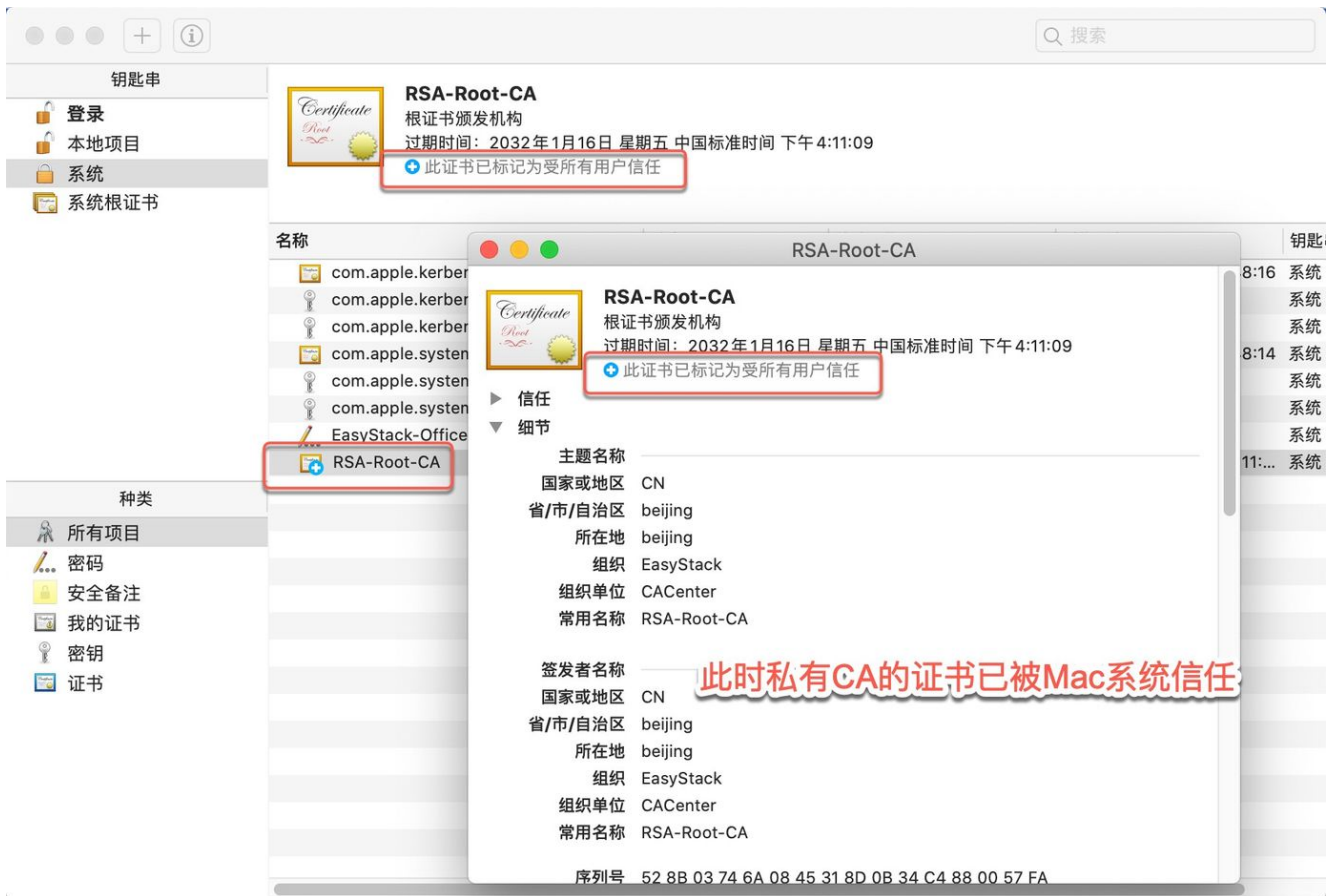 搜索
钥匙串
登录
本地项目
系统
系统根证书
RSA-Root-CA
根证书颁发机构
过期时间：2032年1月16日 星期五 中国标准时间 下午4:11:09
此证书已标记为受所有用户信任
名称
钥匙
com.apple.kerber
8:16 系统
com.apple.kerber
系统
com.apple.kerber
系统
com.apple.system
8:14 系统
com.apple.system
系统
com.apple.system
系统
EasyStack-Office
系统
RSA-Root-CA
11:... 系统
种类
所有项目
密码
安全备注
我的证书
密钥
证书
RSA-Root-CA
Certificate
Root
RSA-Root-CA
根证书颁发机构
过期时间：2032年1月16日 星期五 中国标准时间 下午4:11:09
此证书已标记为受所有用户信任
信任
细节
主题名称
国家或地区 CN
省/市/自治区 beijing
所在地 beijing
组织 EasyStack
组织单位 CACenter
常用名称 RSA-Root-CA
签发者名称
此时私有CA的证书已被Mac系统信任
国家或地区 CN
省/市/自治区 beijing
所在地 beijing
组织 EasyStack
组织单位 CACenter
常用名称 RSA-Root-CA
序列号 52 8B 03 74 6A 08 45 31 8D 0B 34 C4 88 00 57 FA